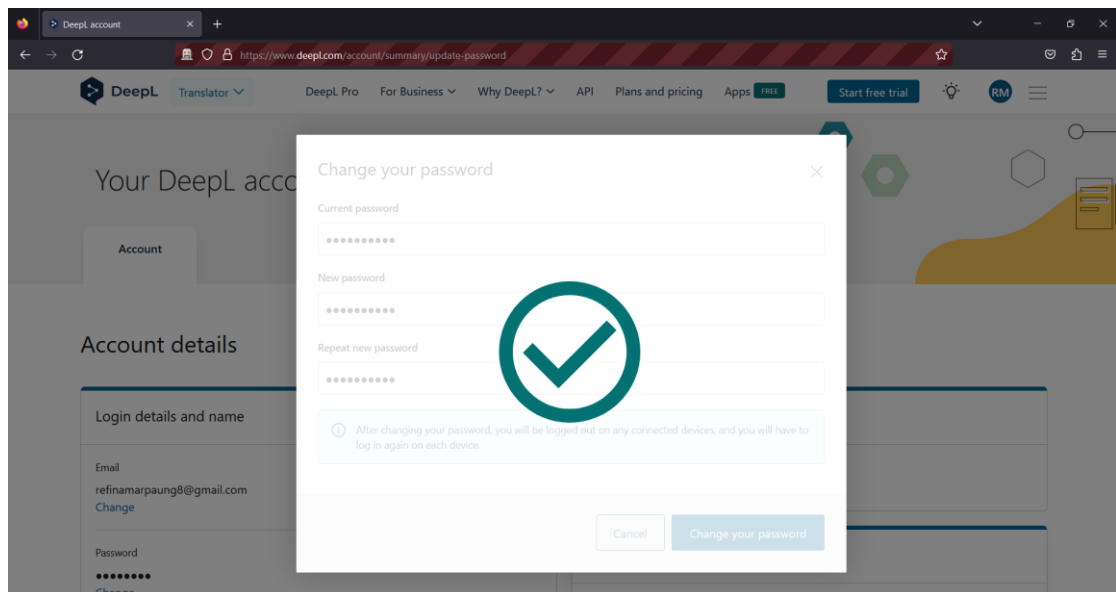 DeepL account
https://www.deepl.com/account/summary/update-password
DeepL
Translator
DeepL Pro
For Business
Why DeepL?
API
Plans and pricing
Apps FREE
Start free trial
RM
Your DeepL acco
Account
Account details
Login details and name
Email
refinamarpaung8@gmail.com
Change
Password
••••••••
Change
Change your password
Current password
••••••••••
New password
••••••••••
Repeat new password
••••••••••
After changing your password, you will be logged out on any connected devices, and you will have to
log in again on each device.
Cancel
Change your password